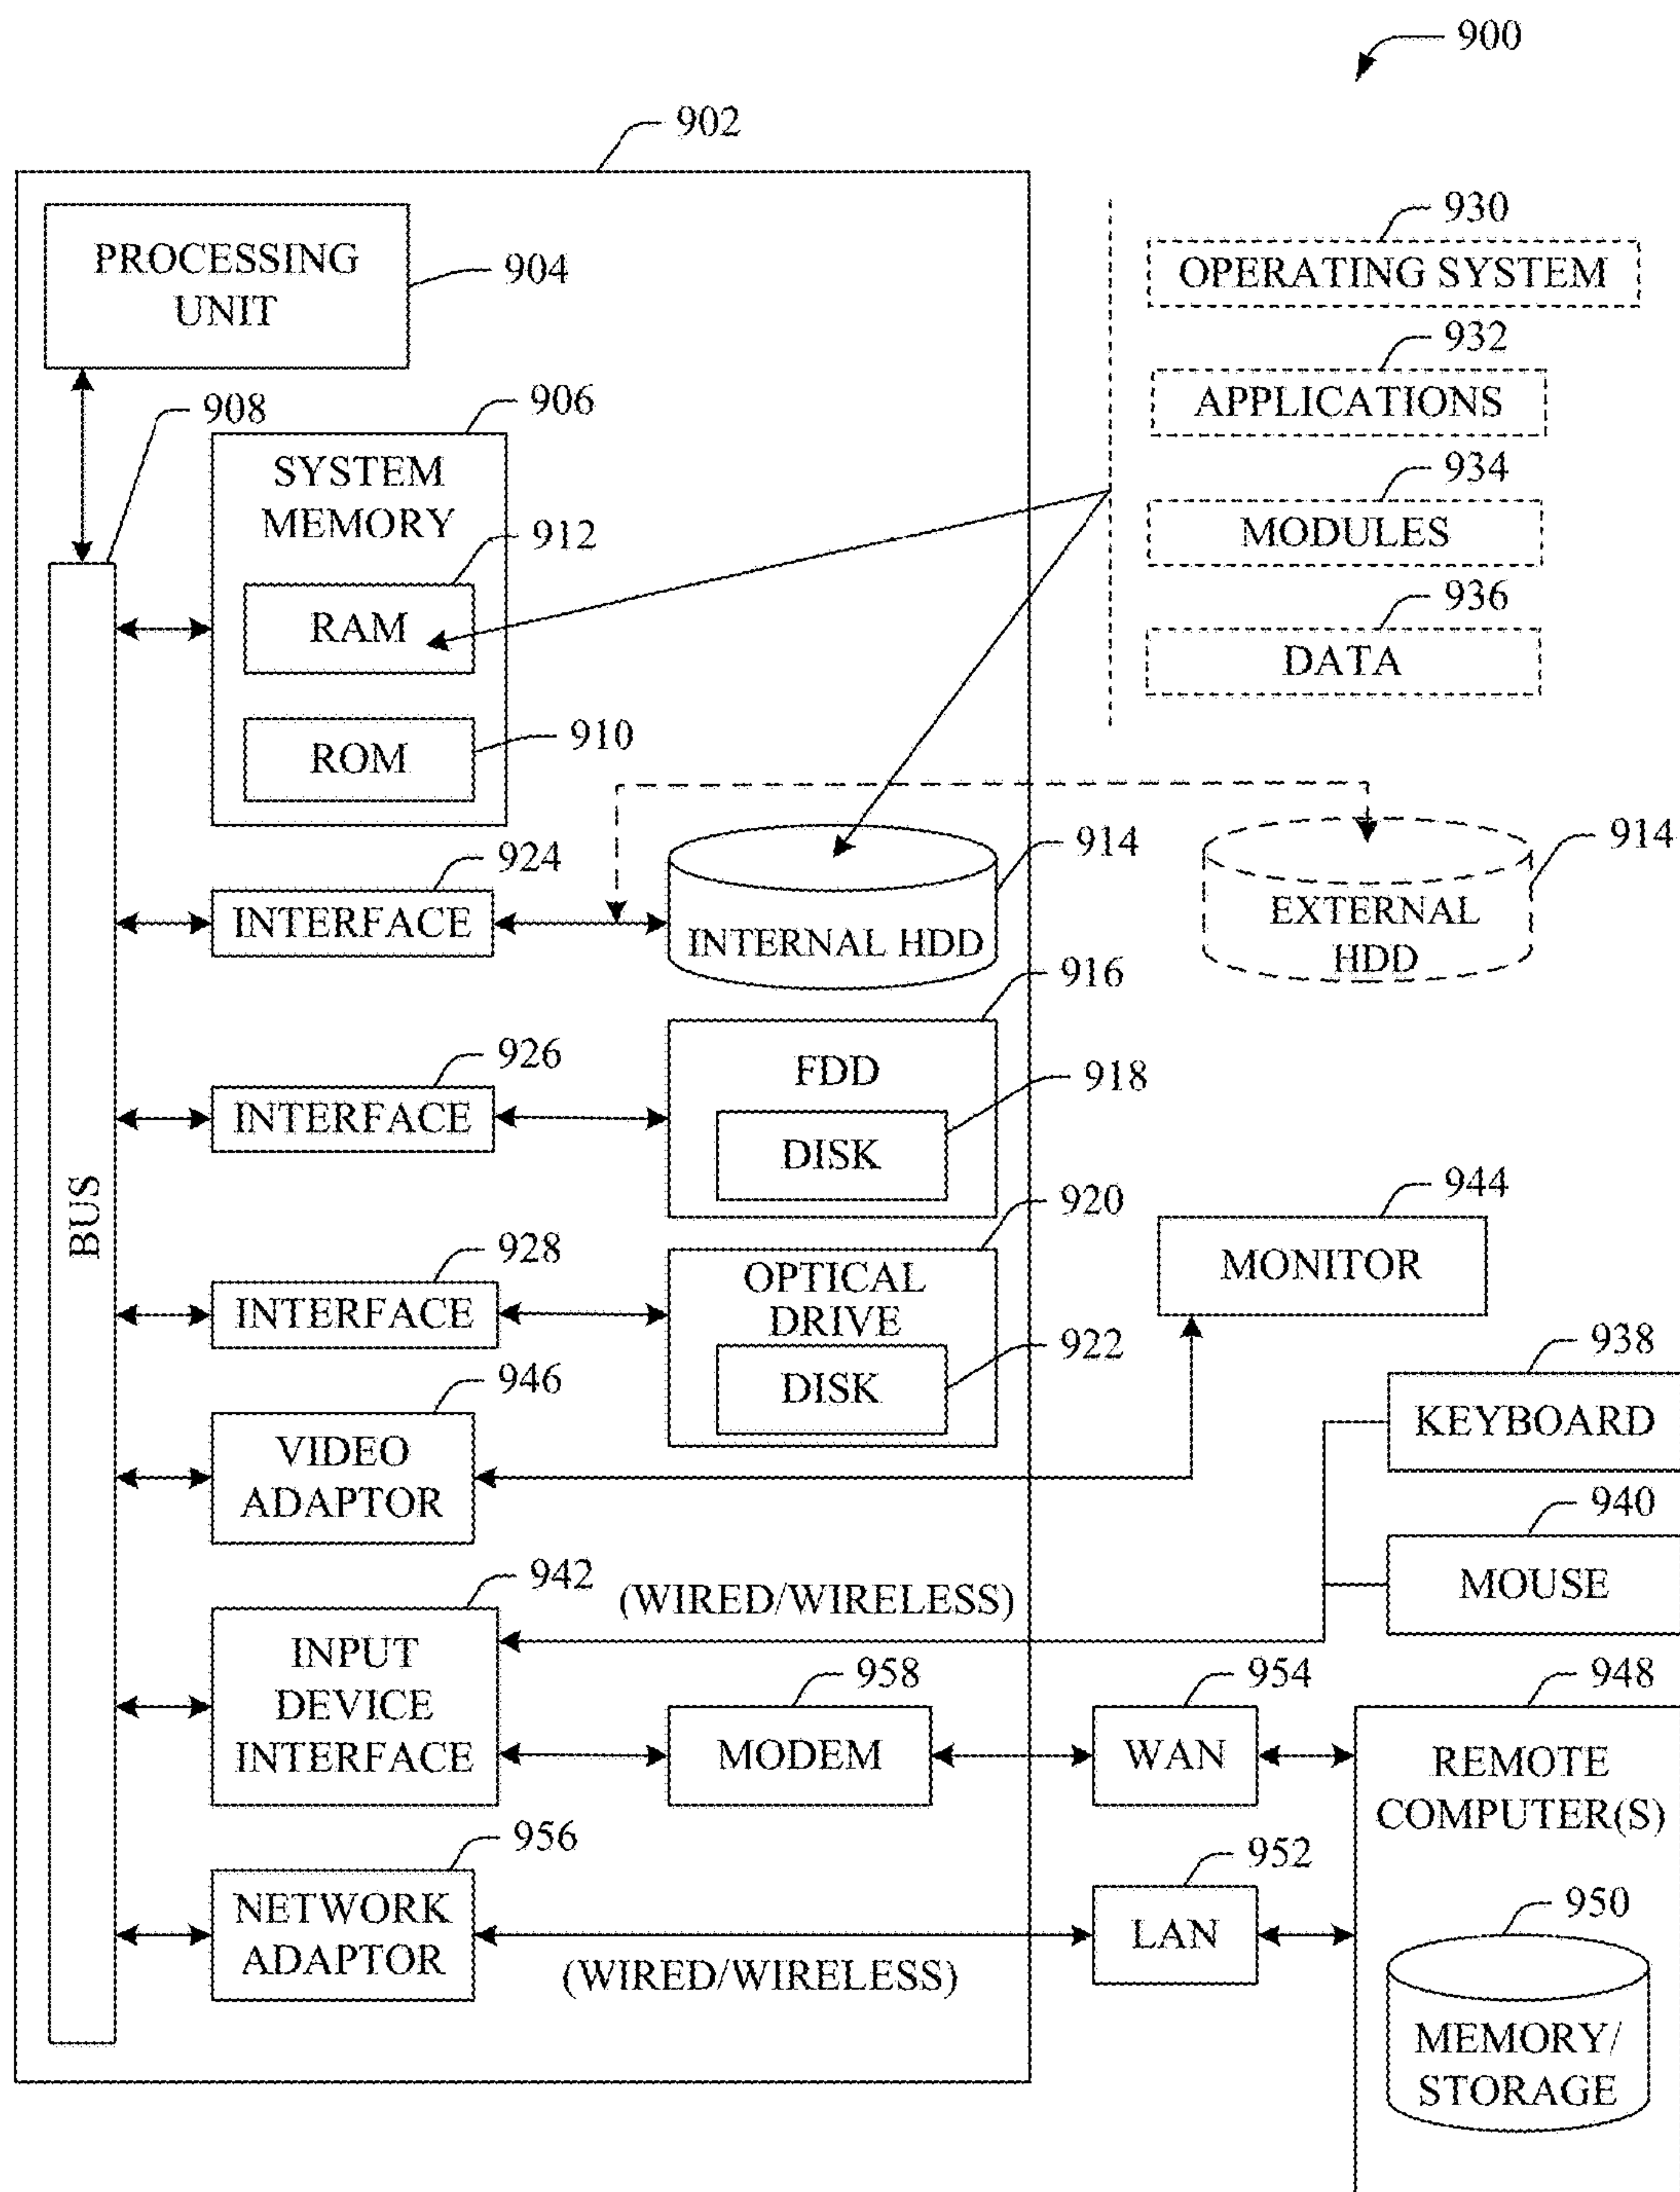 900
902
PROCESSING
UNIT
904
930
OPERATING SYSTEM
932
APPLICATIONS
934
MODULES
936
DATA
908
906
SYSTEM
MEMORY
912
RAM
910
ROM
BUS
924
INTERFACE
914
INTERNAL HDD
914
EXTERNAL
HDD
926
INTERFACE
916
FDD
918
DISK
928
INTERFACE
920
OPTICAL
DRIVE
922
DISK
944
MONITOR
946
VIDEO
ADAPTOR
938
KEYBOARD
940
MOUSE
942
INPUT
DEVICE
INTERFACE
(WIRED/WIRELESS)
958
MODEM
954
WAN
948
REMOTE
COMPUTER(S)
956
NETWORK
ADAPTOR
(WIRED/WIRELESS)
952
LAN
950
MEMORY/
STORAGE